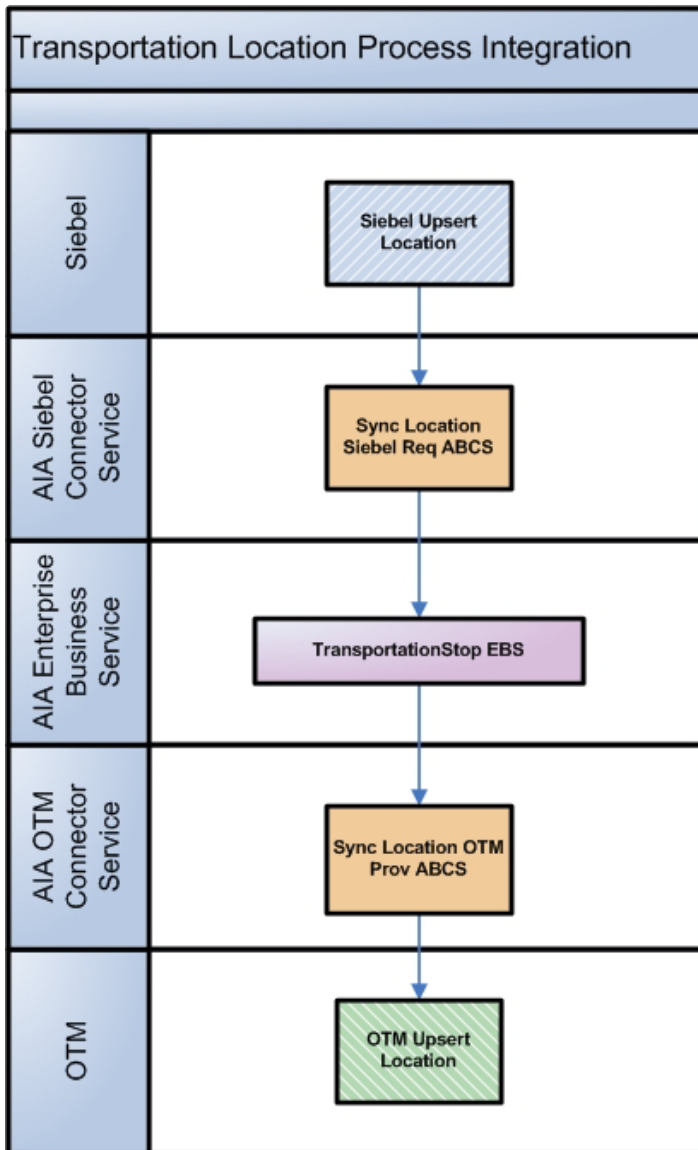 Transportation Location Process Integration
Siebel
Siebel Upsert
Location
AIA Siebel
Connector
Service
Sync Location
Siebel Req ABCS
AIA Enterprise
Business
Service
TransportationStop EBS
AIA OTM
Connector
Service
Sync Location OTM
Prov ABCS
OTM
OTM Upsert
Location